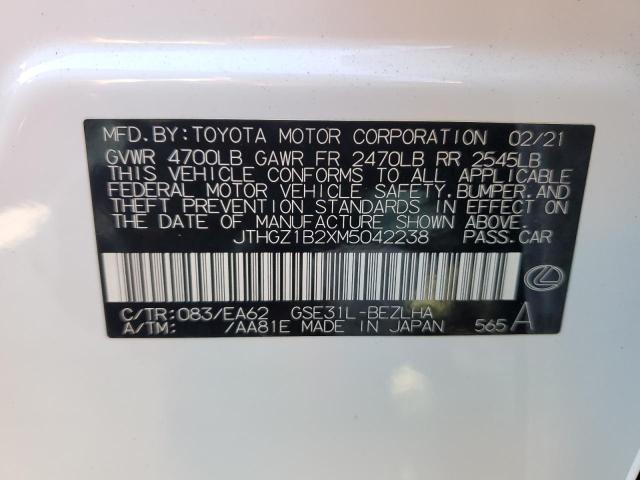 MFD.BY:TOYOTA MOTOR CORPORATION 02/21
GVWR 4700LB GAWR FR 2470LB RR 2545LB
THIS VEHICLE CONFORMS TO ALL APPLICABLE
FEDERAL MOTOR VEHICLE SAFETY,BUMPER,AND
THEFT PREVENTION STANDARDS IN EFFECT ON
THE DATE OF MANUFACTURE SHOWN ABOVE.
JTHGZ1B2XM5042238 PASS.CAR
C/TR:083/EA62 GSE31L-BEZLHA
A/TM: /AA81E MADE IN JAPAN 565 A